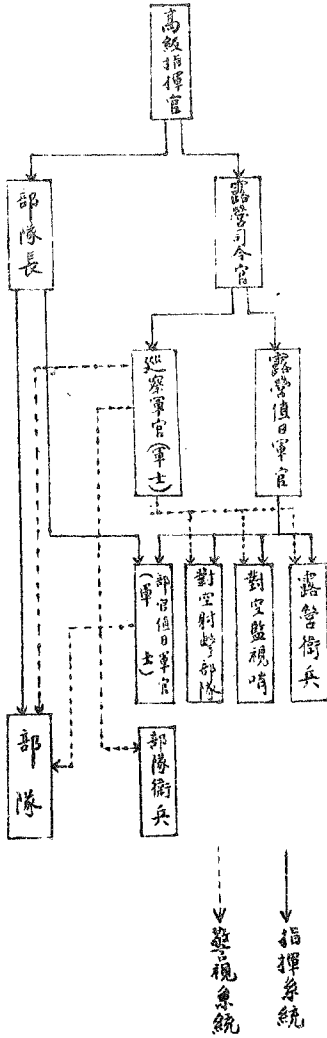 高級指揮官
露營司令官
部隊長
露營值日軍官
巡察軍官(軍士)
露營衛兵
對空監視哨
對空射擊部隊
部官值日軍官
(軍士)
部隊衛兵
部隊
指揮系統
警視系統